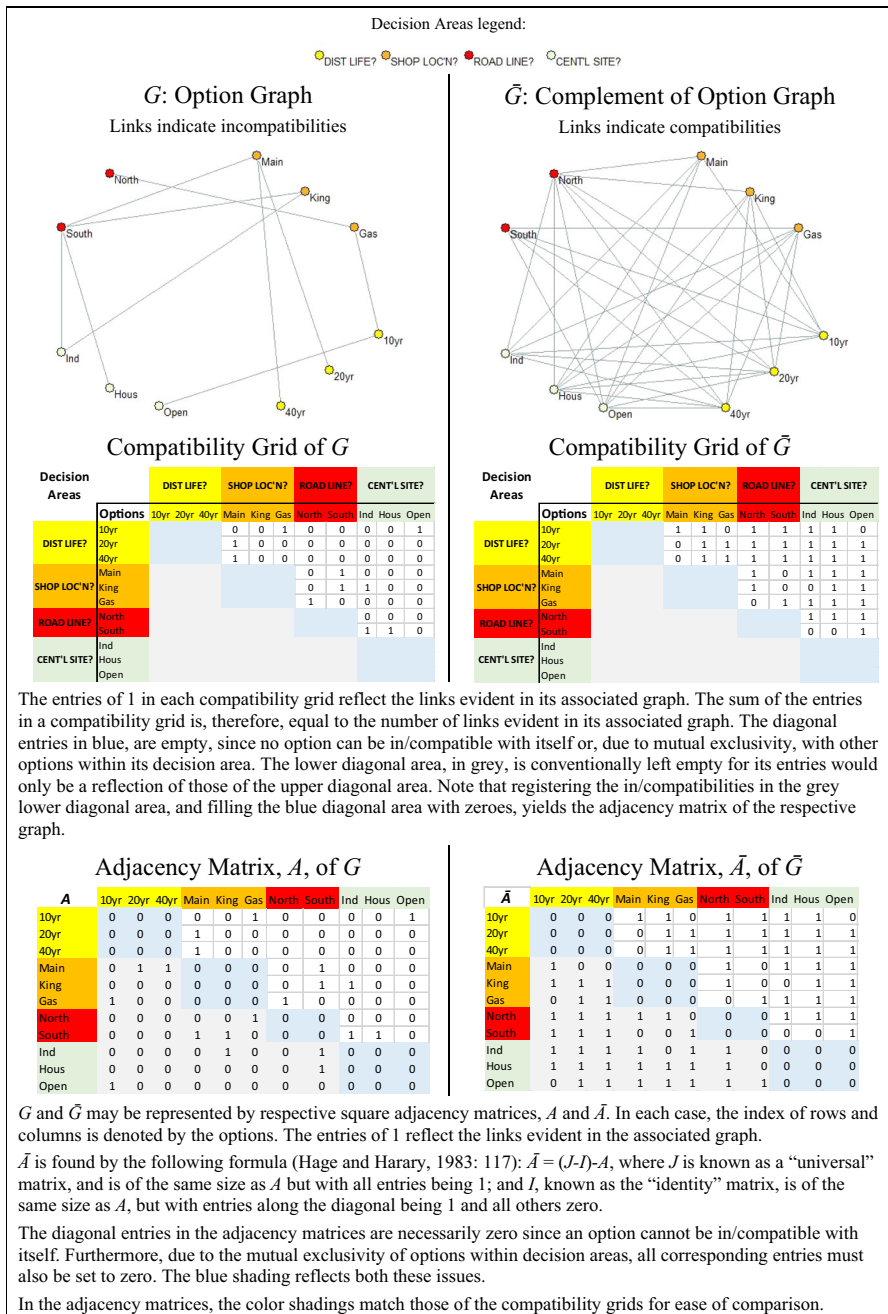 Decision Areas legend:
DIST LIFE? SHOP LOC'N? ROAD LINE? CENT'L SITE?
G: Option Graph
Links indicate incompatibilities
Main
North
King
South
Gas
10yr
Ind
20yr
Hous
Open
40yr
Ḡ: Complement of Option Graph
Links indicate compatibilities
Main
North
King
South
Gas
10yr
Ind
20yr
Hous
Open
40yr
Compatibility Grid of G
Decision Areas DIST LIFE? SHOP LOC'N? ROAD LINE? CENT'L SITE?
Options 10yr 20yr 40yr Main King Gas North South Ind Hous Open
DIST LIFE? 10yr 0 0 1 0 0 0 0 1
20yr 1 0 0 0 0 0 0 0
40yr 1 0 0 0 0 0 0 0
SHOP LOC'N? Main 0 1 0 0 0
King 0 1 1 0 0
Gas 1 0 0 0 0
ROAD LINE? North 0 0 0
South 1 1 0
CENT'L SITE? Ind
Hous
Open
Compatibility Grid of Ḡ
Decision Areas DIST LIFE? SHOP LOC'N? ROAD LINE? CENT'L SITE?
Options 10yr 20yr 40yr Main King Gas North South Ind Hous Open
DIST LIFE? 10yr 1 1 0 1 1 1 1 0
20yr 0 1 1 1 1 1 1 1
40yr 0 1 1 1 1 1 1 1
SHOP LOC'N? Main 1 0 1 1 1
King 1 0 0 1 1
Gas 0 1 1 1 1
ROAD LINE? North 1 1 1
South 0 0 1
CENT'L SITE? Ind
Hous
Open
The entries of 1 in each compatibility grid reflect the links evident in its associated graph. The sum of the entries
in a compatibility grid is, therefore, equal to the number of links evident in its associated graph. The diagonal
entries in blue, are empty, since no option can be in/compatible with itself or, due to mutual exclusivity, with other
options within its decision area. The lower diagonal area, in grey, is conventionally left empty for its entries would
only be a reflection of those of the upper diagonal area. Note that registering the in/compatibilities in the grey
lower diagonal area, and filling the blue diagonal area with zeroes, yields the adjacency matrix of the respective
graph.
Adjacency Matrix, A, of G
A 10yr 20yr 40yr Main King Gas North South Ind Hous Open
10yr 0 0 0 0 0 1 0 0 0 0 1
20yr 0 0 0 1 0 0 0 0 0 0 0
40yr 0 0 0 1 0 0 0 0 0 0 0
Main 0 1 1 0 0 0 0 1 0 0 0
King 0 0 0 0 0 0 0 1 1 0 0
Gas 1 0 0 0 0 0 1 0 0 0 0
North 0 0 0 0 0 1 0 0 0 0 0
South 0 0 0 1 1 0 0 0 1 1 0
Ind 0 0 0 0 1 0 0 1 0 0 0
Hous 0 0 0 0 0 0 0 1 0 0 0
Open 1 0 0 0 0 0 0 0 0 0 0
Adjacency Matrix, Ā, of Ḡ
Ā 10yr 20yr 40yr Main King Gas North South Ind Hous Open
10yr 0 0 0 1 1 0 1 1 1 1 0
20yr 0 0 0 0 1 1 1 1 1 1 1
40yr 0 0 0 0 1 1 1 1 1 1 1
Main 1 0 0 0 0 0 1 0 1 1 1
King 1 1 1 0 0 0 1 0 0 1 1
Gas 0 1 1 0 0 0 0 1 1 1 1
North 1 1 1 1 1 0 0 0 1 1 1
South 1 1 1 0 0 1 0 0 0 0 1
Ind 1 1 1 1 0 1 1 0 0 0 0
Hous 1 1 1 1 1 1 1 0 0 0 0
Open 0 1 1 1 1 1 1 1 0 0 0
G and Ḡ may be represented by respective square adjacency matrices, A and Ā. In each case, the index of rows and
columns is denoted by the options. The entries of 1 reflect the links evident in the associated graph.
Ā is found by the following formula (Hage and Harary, 1983: 117): Ā = (J-I)-A, where J is known as a “universal”
matrix, and is of the same size as A but with all entries being 1; and I, known as the “identity” matrix, is of the
same size as A, but with entries along the diagonal being 1 and all others zero.
The diagonal entries in the adjacency matrices are necessarily zero since an option cannot be in/compatible with
itself. Furthermore, due to the mutual exclusivity of options within decision areas, all corresponding entries must
also be set to zero. The blue shading reflects both these issues.
In the adjacency matrices, the color shadings match those of the compatibility grids for ease of comparison.